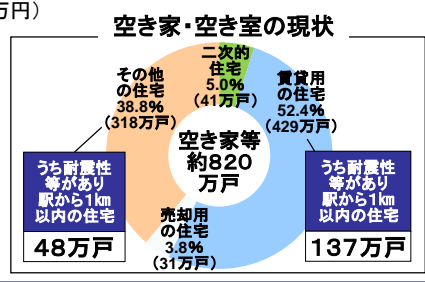 万円）
空き家・空き室の現状
二次的
住宅
5.0%
（41万戸）
その他
の住宅
38.8%
（318万戸）
賃貸用
の住宅
52.4%
（429万戸）
空き家等
約820
万戸
うち耐震性
等があり
駅から1km
以内の住宅
48万戸
うち耐震性
等があり
駅から1km
以内の住宅
137万戸
売却用
の住宅
3.8%
（31万戸）